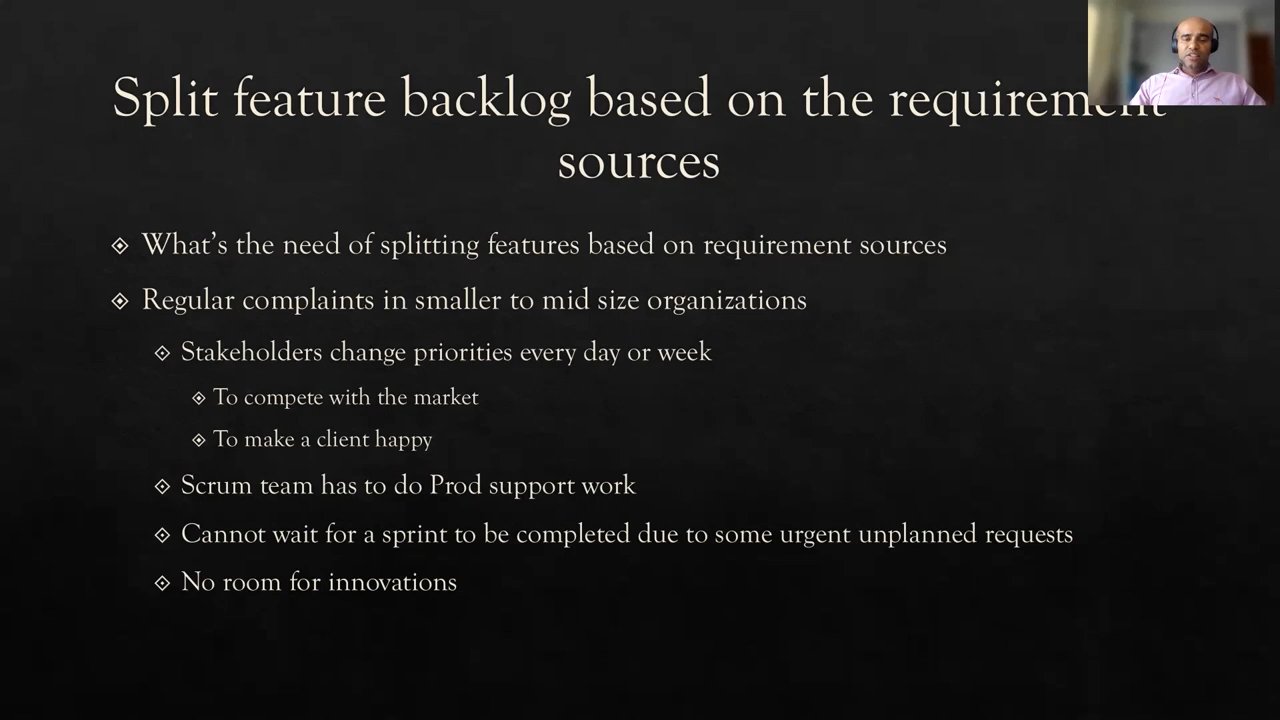 Split feature backlog based on the requirement
sources
What's the need of splitting features based on requirement sources
Regular complaints in smaller to mid size organizations
Stakeholders change priorities every day or week
To compete with the market
To make a client happy
Scrum team has to do Prod support work
Cannot wait for a sprint to be completed due to some urgent unplanned requests
No room for innovations